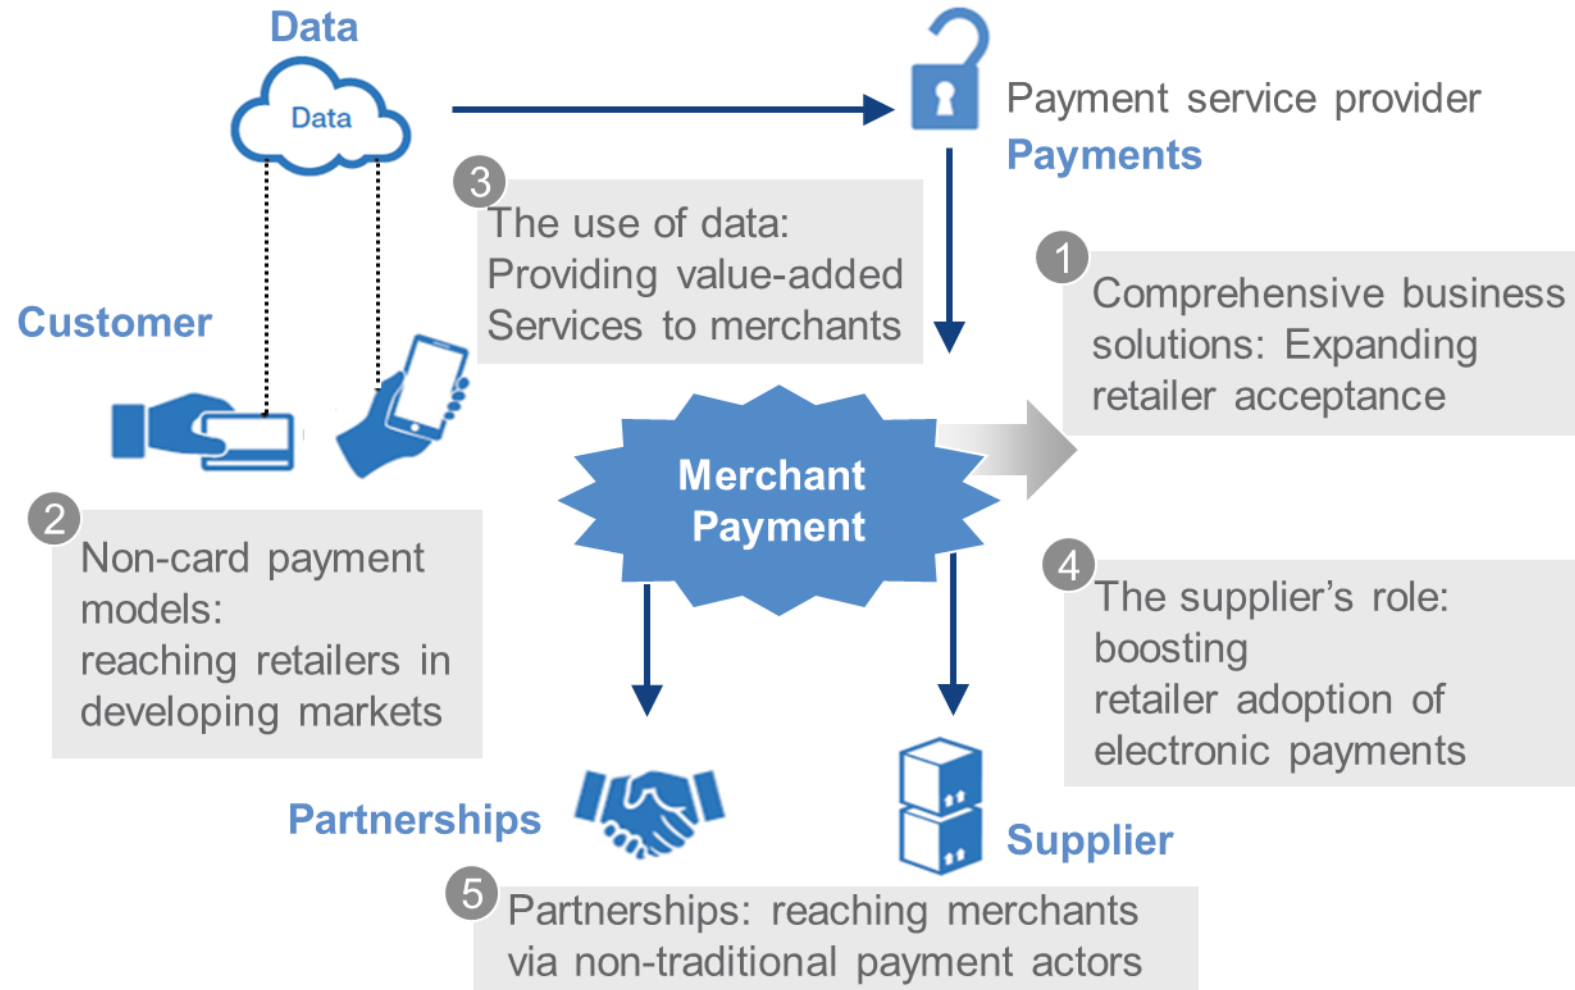 Data
Data
Payment service provider
Payments
3
The use of data:
Providing value-added
Services to merchants
1
Comprehensive business
solutions: Expanding
retailer acceptance
Customer
Merchant
Payment
2
Non-card payment
models:
reaching retailers in
developing markets
4
The supplier’s role:
boosting
retailer adoption of
electronic payments
Partnerships
Supplier
5
Partnerships: reaching merchants
via non-traditional payment actors